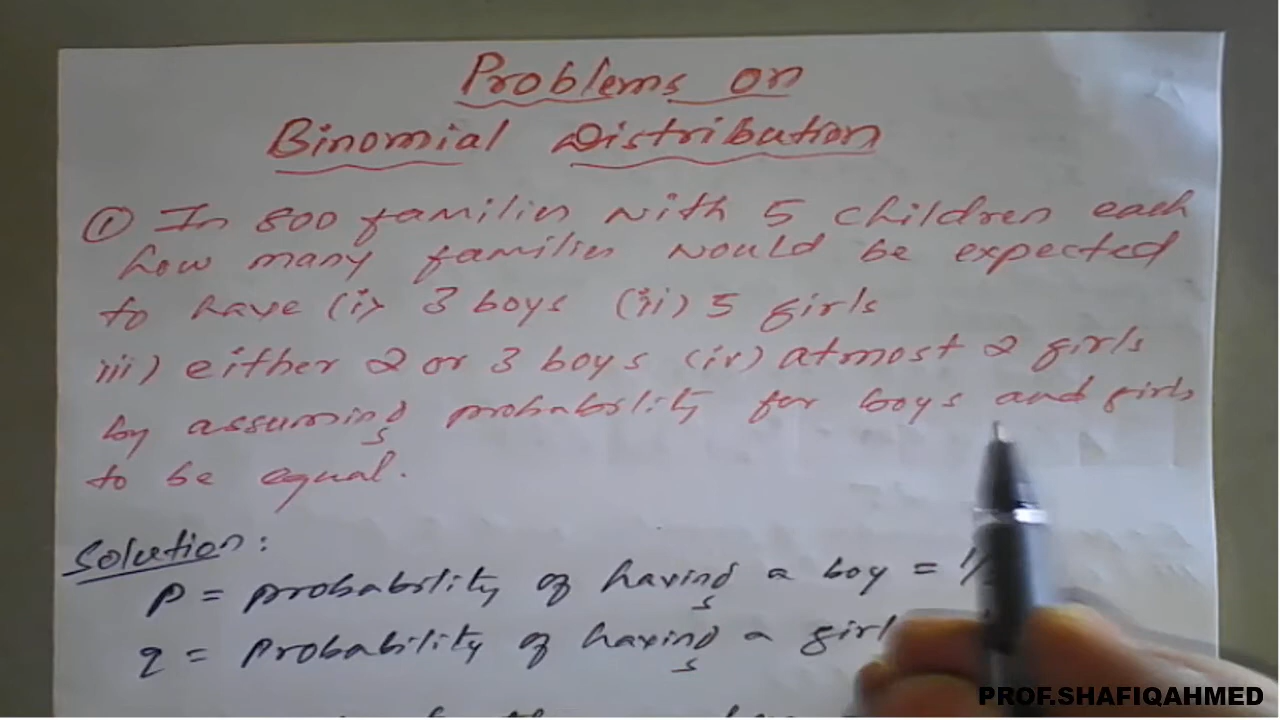 Problems on
Binomial Distribution
① In 800 families with 5 children each
how many families would be expected
to have (i) 3 boys (ii) 5 girls
iii) either 2 or 3 boys (iv) atmost 2 girls
by assuming probability for boys and girls
to be equal.
Solution:
p = probability of having a boy =
q = Probability of having a girl
PROF.SHAFIQAHMED